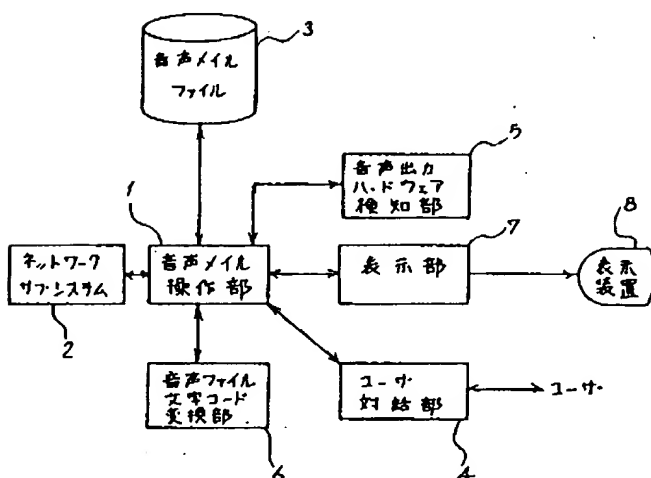 3
音声メイル
ファイル
5
音声出力
ハードウェア
検知部
1
7
8
ネットワーク
サブシステム
音声メイル
操作部
表示部
表示
装置
2
音声ファイル
文字コード
変換部
ユーザ
対話部
ユーザ
6
4